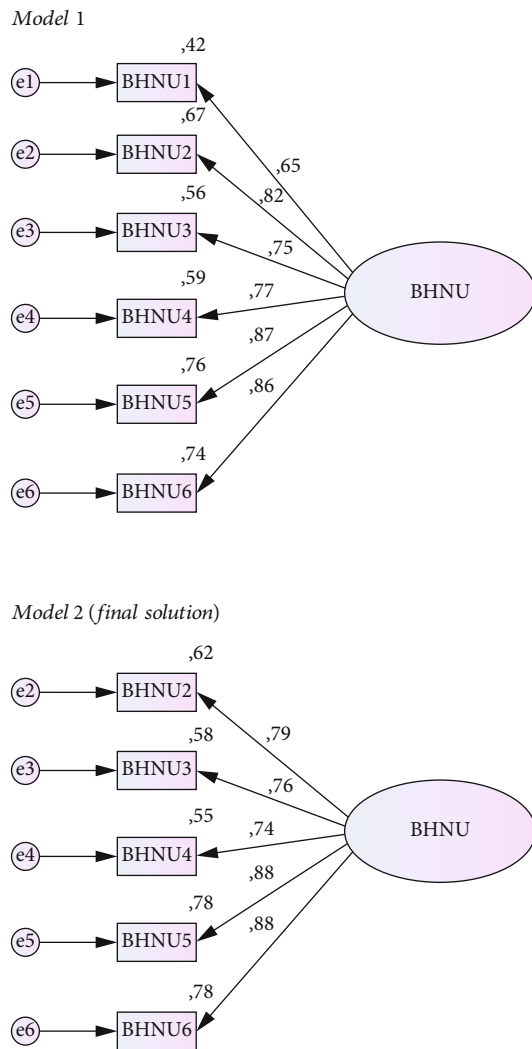 Model 1
,42
e1 BHNU1
,67
e2 BHNU2 ,65
,82
,56
e3 BHNU3 ,75
,59
e4 BHNU4 ,77 BHNU
,87
,76
e5 BHNU5 ,86
,74
e6 BHNU6
Model 2 (final solution)
,62
e2 BHNU2
,58 ,79
e3 BHNU3 ,76
,55
e4 BHNU4 ,74 BHNU
,88
,78
e5 BHNU5 ,88
,78
e6 BHNU6